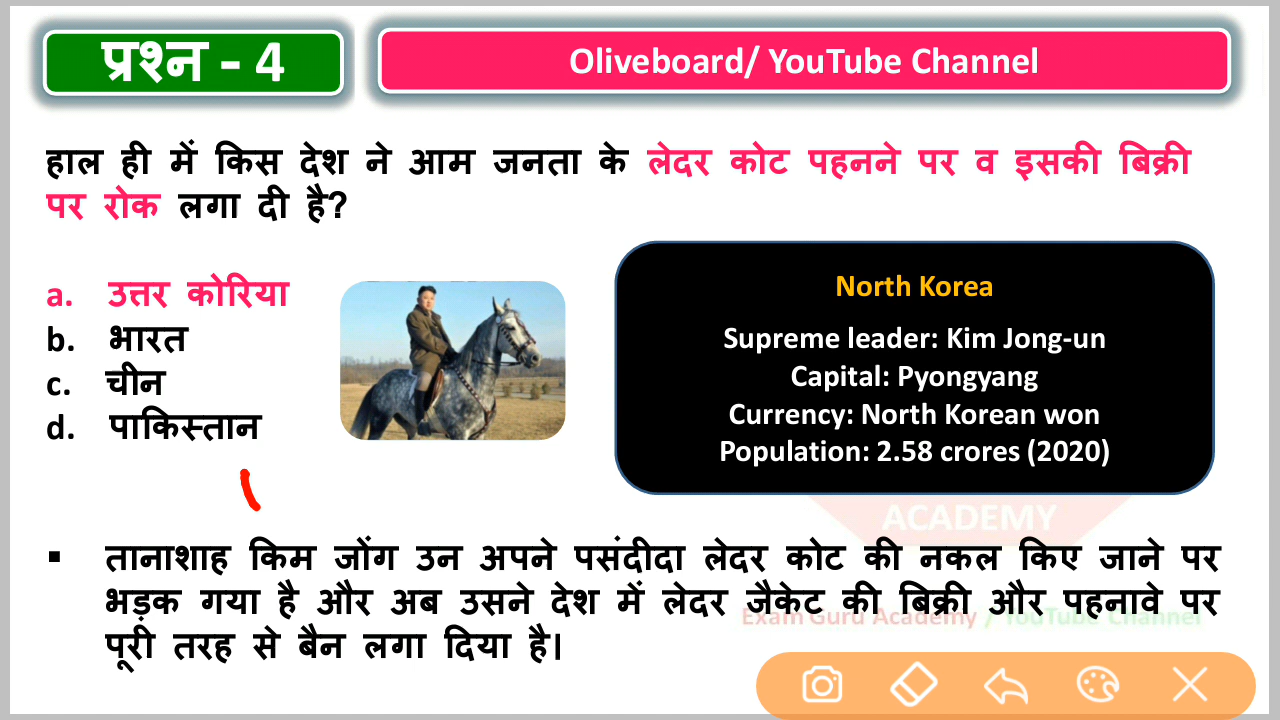 प्रश्न - 4
Oliveboard/ YouTube Channel
हाल ही में किस देश ने आम जनता के लेदर कोट पहनने पर व इसकी बिक्री
पर रोक लगा दी है?
a. उत्तर कोरिया
b. भारत
c. चीन
d. पाकिस्तान
North Korea
Supreme leader: Kim Jong-un
Capital: Pyongyang
Currency: North Korean won
Population: 2.58 crores (2020)
ACADEMY
▪ तानाशाह किम जोंग उन अपने पसंदीदा लेदर कोट की नकल किए जाने पर
भड़क गया है और अब उसने देश में लेदर जैकेट की बिक्री और पहनावे पर
Exam Guru Academy / YouTube Channel
पूरी तरह से बैन लगा दिया है।